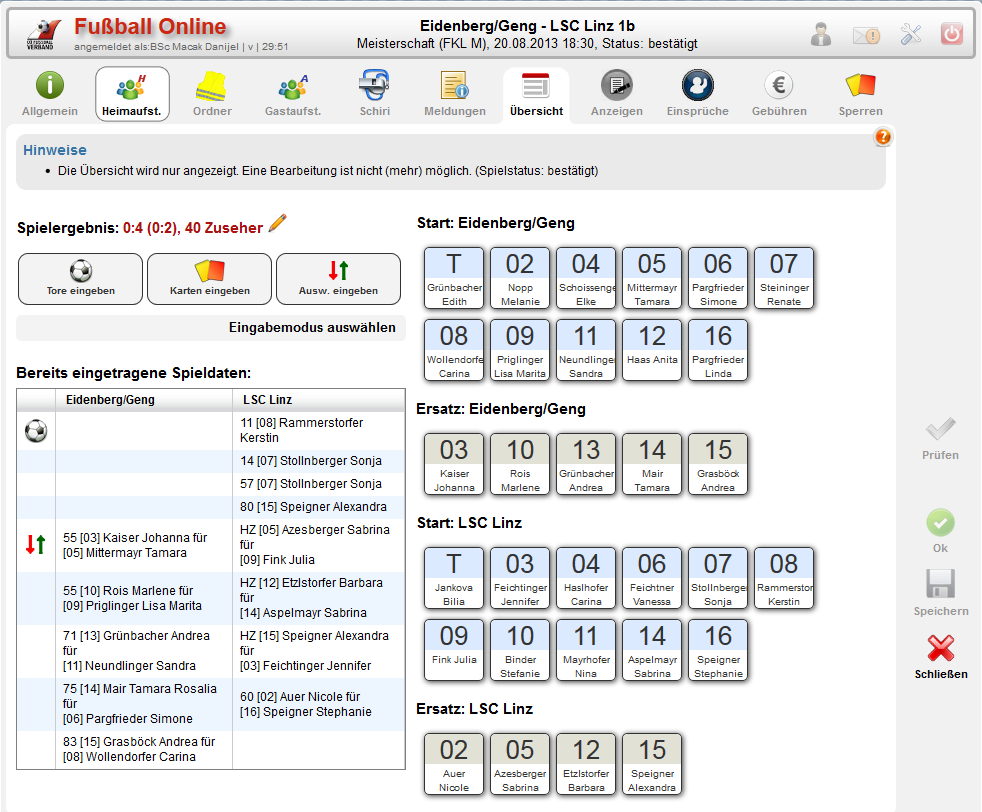 Fußball Online
angemeldet als:BSc Macak Danijel | v | 29:51
Eidenberg/Geng - LSC Linz 1b
Meisterschaft (FKL M), 20.08.2013 18:30, Status: bestätigt
Allgemein
Heimaufst.
Ordner
Gastaufst.
Schiri
Meldungen
Übersicht
Anzeigen
Einsprüche
Gebühren
Sperren
Hinweise
• Die Übersicht wird nur angezeigt. Eine Bearbeitung ist nicht (mehr) möglich. (Spielstatus: bestätigt)
Spielergebnis: 0:4 (0:2), 40 Zuseher
Tore eingeben
Karten eingeben
Ausw. eingeben
Eingabemodus auswählen
Bereits eingetragene Spieldaten:
Eidenberg/Geng LSC Linz
11 [08] Rammerstorfer
Kerstin
14 [07] Stollnberger Sonja
57 [07] Stollnberger Sonja
80 [15] Speigner Alexandra
55 [03] Kaiser Johanna für
[05] Mittermayr Tamara
HZ [05] Azesberger Sabrina
für
[09] Fink Julia
55 [10] Rois Marlene für
[09] Priglinger Lisa Marita
HZ [12] Etzlstorfer Barbara
für
[14] Aspelmayr Sabrina
71 [13] Grünbacher Andrea
für
[11] Neundlinger Sandra
HZ [15] Speigner Alexandra
für
[03] Feichtinger Jennifer
75 [14] Mair Tamara Rosalia
für
[06] Pargfrieder Simone
60 [02] Auer Nicole für
[16] Speigner Stephanie
83 [15] Grasböck Andrea für
[08] Wollendorfer Carina
Start: Eidenberg/Geng
T 02 04 05 06 07
Grünbacher Nopp Schoissenge Mittermayr Pargfrieder Steininger
Edith Melanie Elke Tamara Simone Renate
08 09 11 12 16
Wollendorfe Priglinger Neundlinger Haas Anita Pargfrieder
Carina Lisa Marita Sandra Linda
Ersatz: Eidenberg/Geng
03 10 13 14 15
Kaiser Rois Grünbacher Mair Grasböck
Johanna Marlene Andrea Tamara Andrea
Start: LSC Linz
T 03 04 06 07 08
Jankova Feichtinger Haslhofer Feichtner Stollnberger Rammerstor
Bilia Jennifer Carina Vanessa Sonja Kerstin
09 10 11 14 16
Fink Julia Binder Mayrhofer Aspelmayr Speigner
Stefanie Nina Sabrina Stephanie
Ersatz: LSC Linz
02 05 12 15
Auer Azesberger Etzlstorfer Speigner
Nicole Sabrina Barbara Alexandra
Prüfen
Ok
Speichern
Schließen